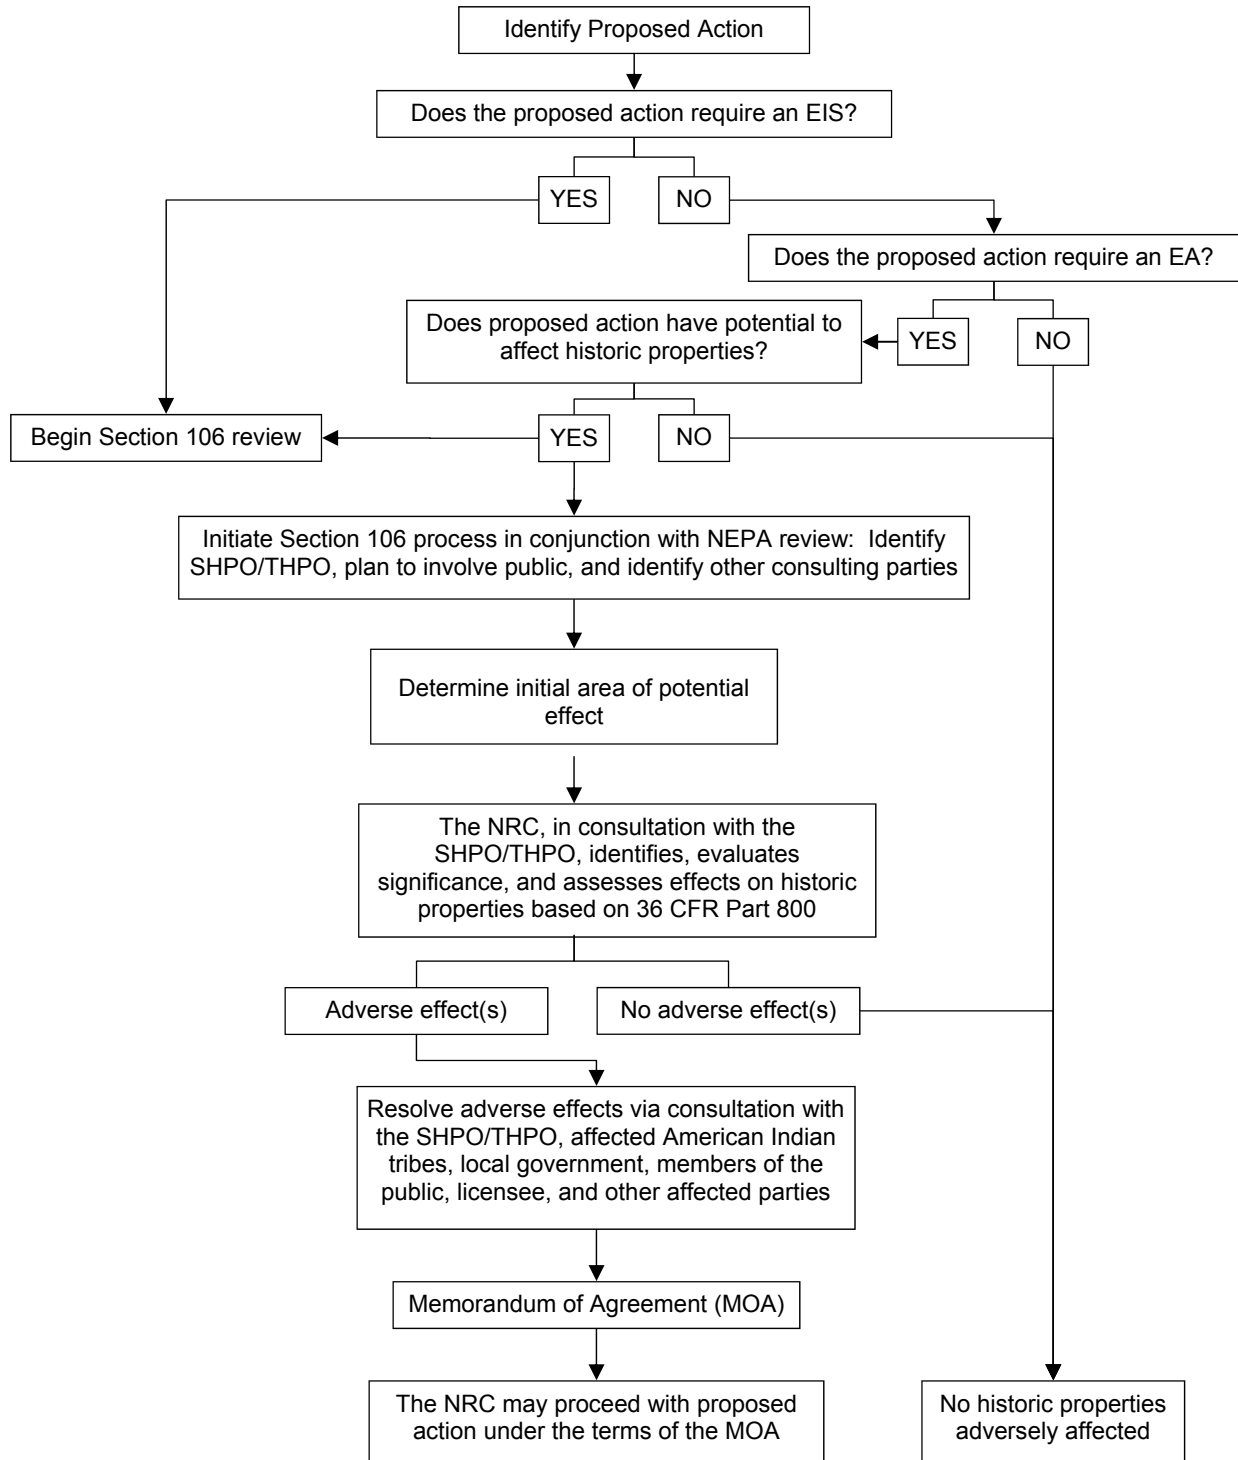 Identify Proposed Action
Does the proposed action require an EIS?
YES
NO
Does the proposed action require an EA?
Does proposed action have potential to
affect historic properties?
YES
NO
Begin Section 106 review
YES
NO
Initiate Section 106 process in conjunction with NEPA review:  Identify
SHPO/THPO, plan to involve public, and identify other consulting parties
Determine initial area of potential
effect
The NRC, in consultation with the
SHPO/THPO, identifies, evaluates
significance, and assesses effects on historic
properties based on 36 CFR Part 800
Adverse effect(s)
No adverse effect(s)
Resolve adverse effects via consultation with
the SHPO/THPO, affected American Indian
tribes, local government, members of the
public, licensee, and other affected parties
Memorandum of Agreement (MOA)
The NRC may proceed with proposed
action under the terms of the MOA
No historic properties
adversely affected